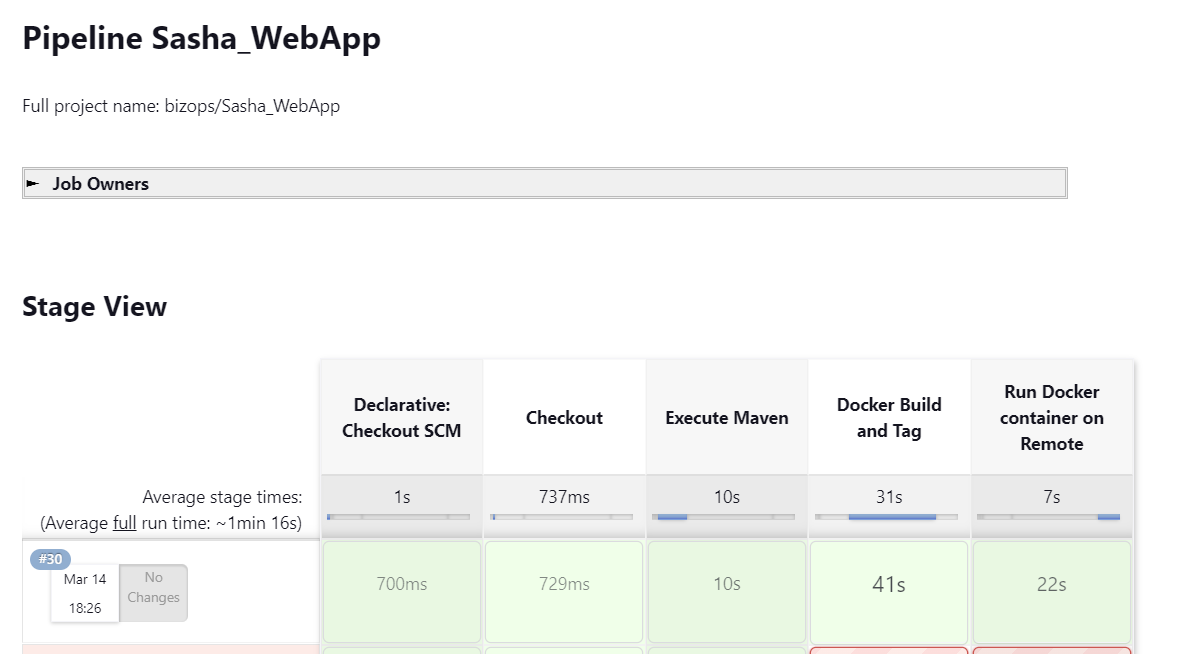 Pipeline Sasha_WebApp
Full project name: bizops/Sasha_WebApp
Job Owners
Stage View
Declarative:
Checkout SCM
Checkout
Execute Maven
Docker Build
and Tag
Run Docker
container on
Remote
Average stage times:
(Average full run time: ~1min 16s)
1s
737ms
10s
31s
7s
#30
Mar 14
18:26
No
Changes
700ms
729ms
10s
41s
22s